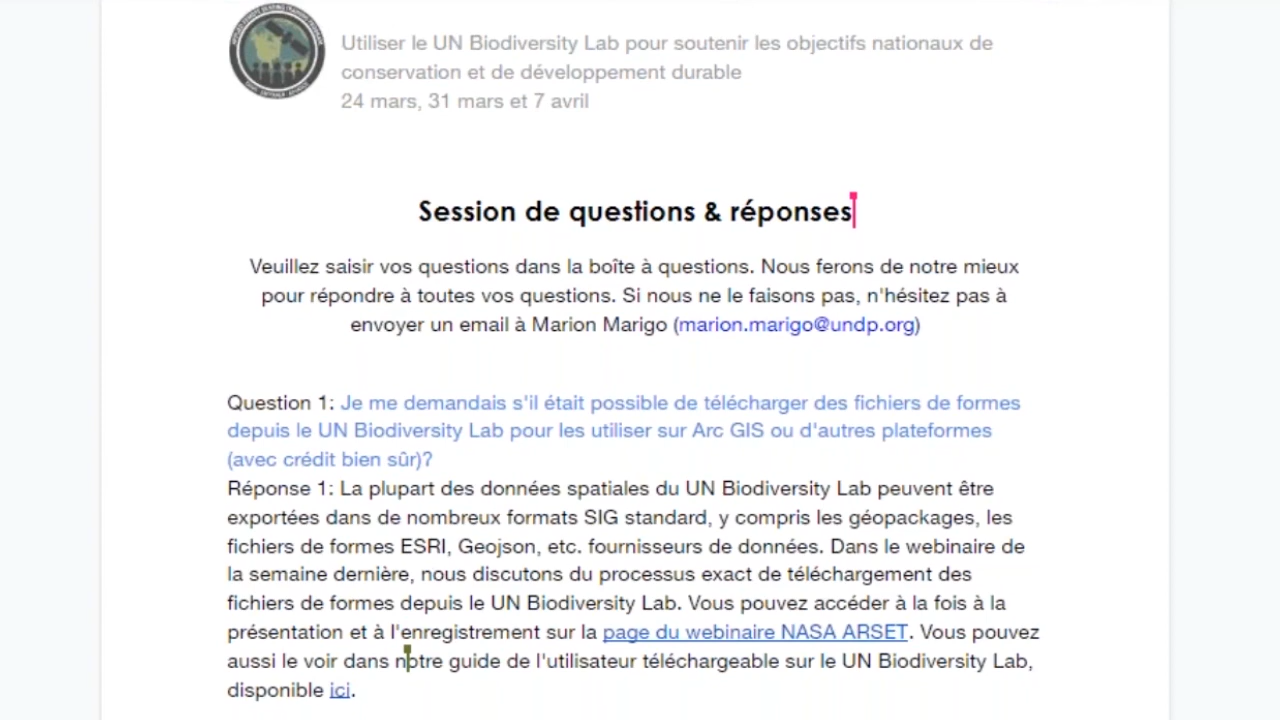 Utiliser le UN Biodiversity Lab pour soutenir les objectifs nationaux de
conservation et de développement durable
24 mars, 31 mars et 7 avril
Session de questions & réponses
Veuillez saisir vos questions dans la boîte à questions. Nous ferons de notre mieux
pour répondre à toutes vos questions. Si nous ne le faisons pas, n'hésitez pas à
envoyer un email à Marion Marigo (marion.marigo@undp.org)
Question 1: Je me demandais s'il était possible de télécharger des fichiers de formes
depuis le UN Biodiversity Lab pour les utiliser sur Arc GIS ou d'autres plateformes
(avec crédit bien sûr)?
Réponse 1: La plupart des données spatiales du UN Biodiversity Lab peuvent être
exportées dans de nombreux formats SIG standard, y compris les géopackages, les
fichiers de formes ESRI, Geojson, etc. fournisseurs de données. Dans le webinaire de
la semaine dernière, nous discutons du processus exact de téléchargement des
fichiers de formes depuis le UN Biodiversity Lab. Vous pouvez accéder à la fois à la
présentation et à l'enregistrement sur la page du webinaire NASA ARSET. Vous pouvez
aussi le voir dans notre guide de l'utilisateur téléchargeable sur le UN Biodiversity Lab,
disponible ici.